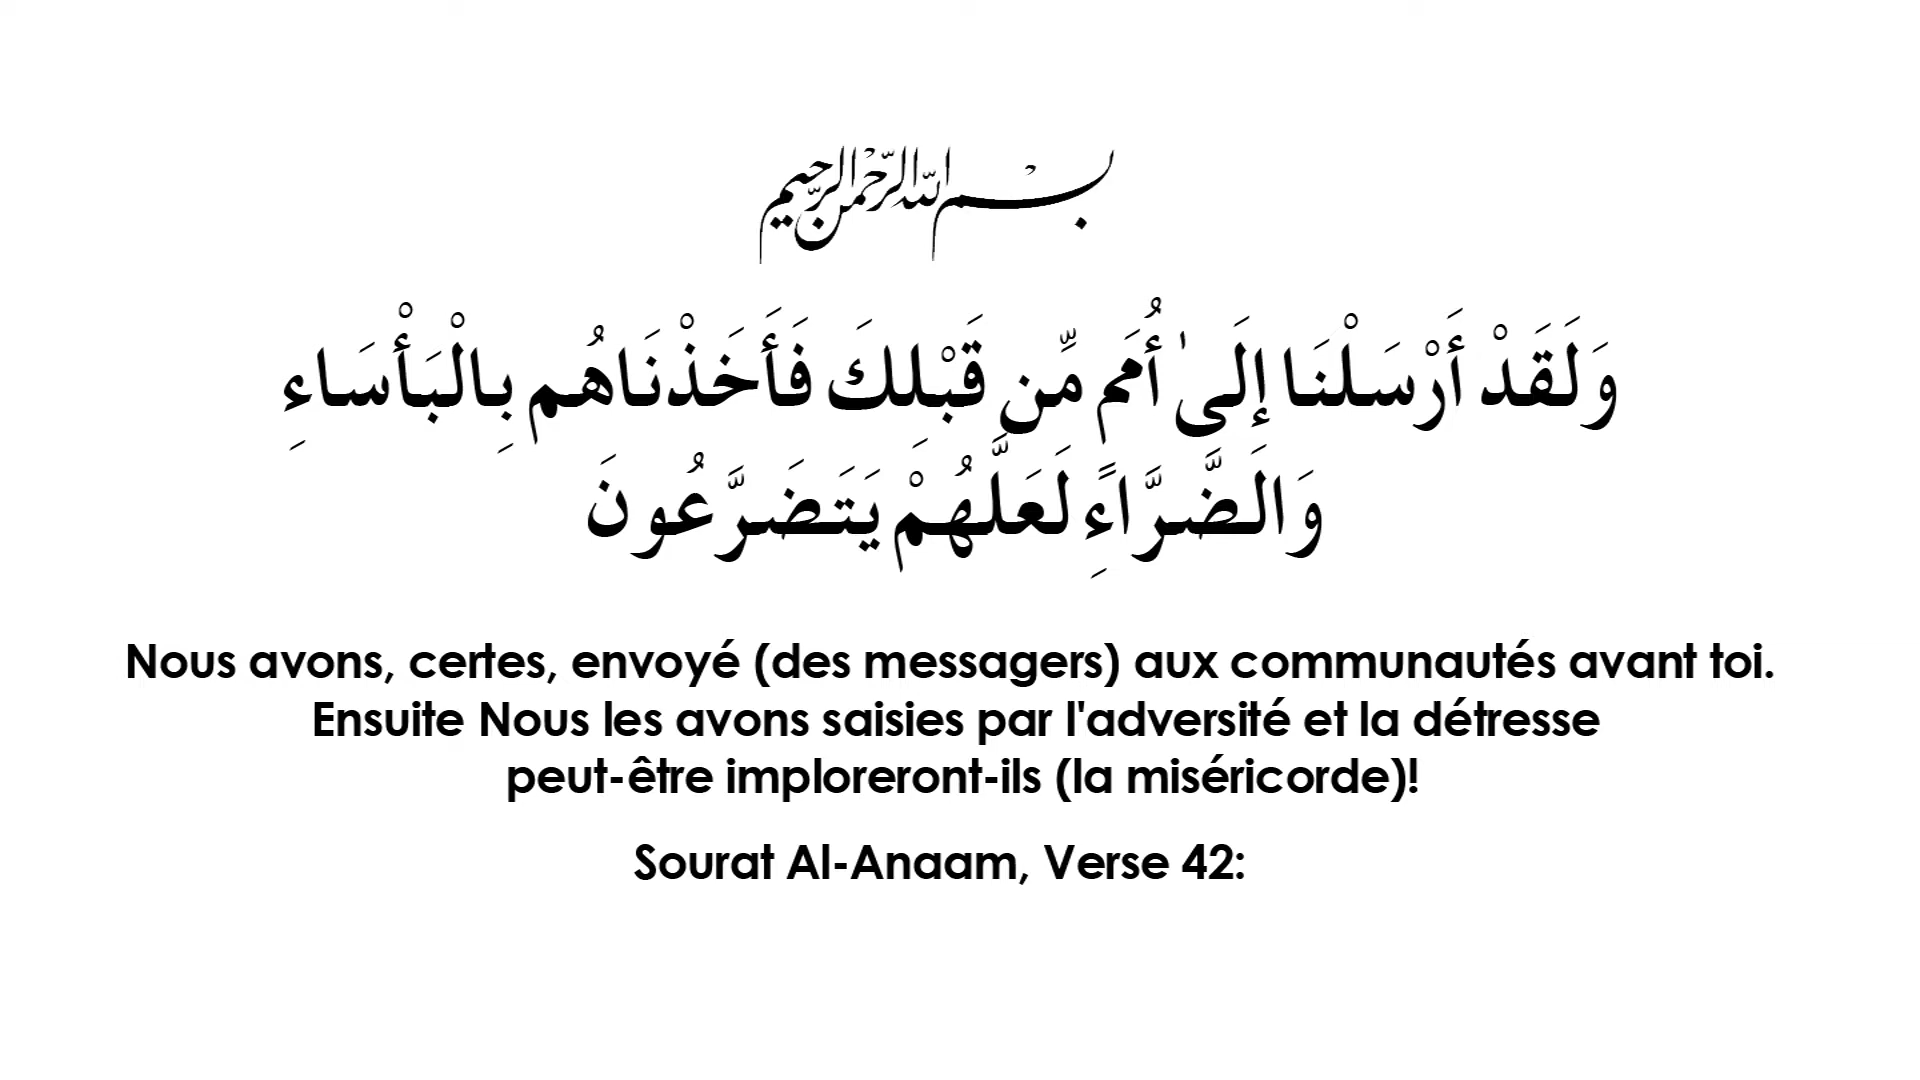 بسم الله الرحمن الرحيم
وَلَقَدْ أَرْسَلْنَا إِلَىٰ أُمَمٍ مِّن قَبْلِكَ فَأَخَذْنَاهُم بِالْبَأْسَاءِ
وَالَضَّرَّاءًِ لَعَلَّهُمْ يَتَضَرَّعُونَ
Nous avons, certes, envoyé (des messagers) aux communautés avant toi.
Ensuite Nous les avons saisies par l'adversité et la détresse
peut-être imploreront-ils (la miséricorde)!
Sourat Al-Anaam, Verse 42: